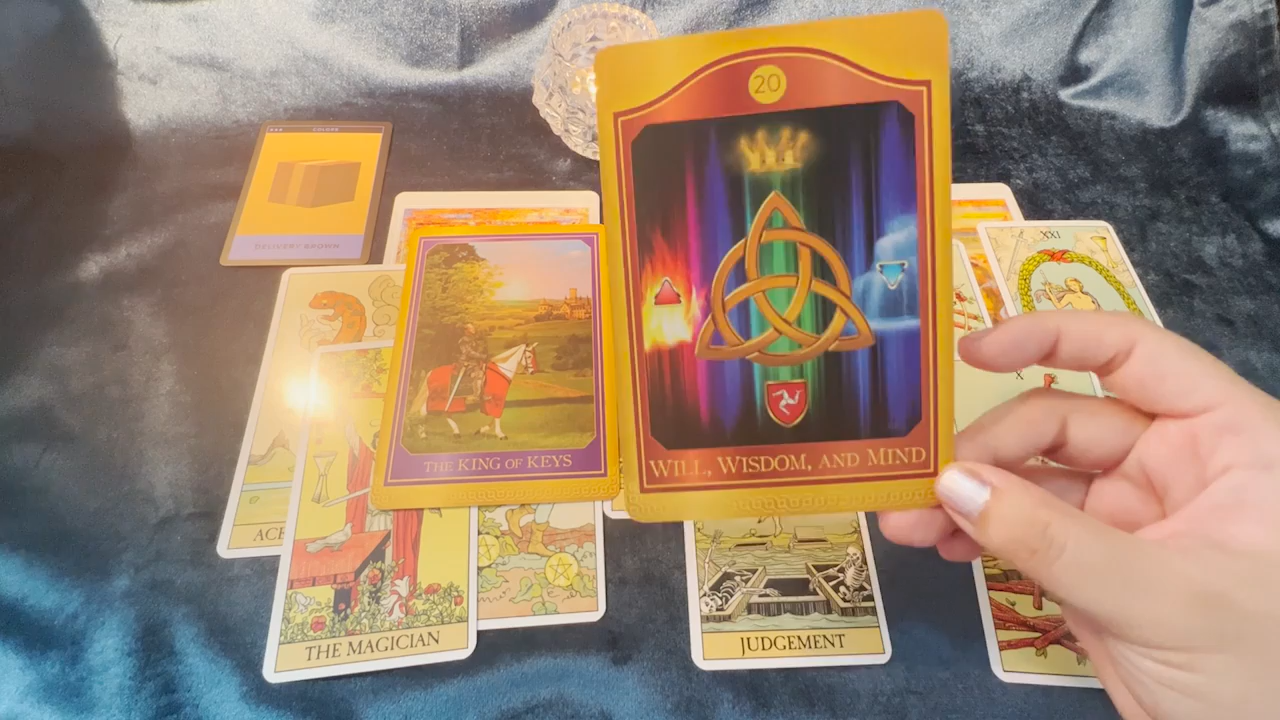 20
WILL, WISDOM, AND MIND
COLORS
DELIVERY BROWN
THE KING OF KEYS
XXI
X
ACE
THE MAGICIAN
JUDGEMENT